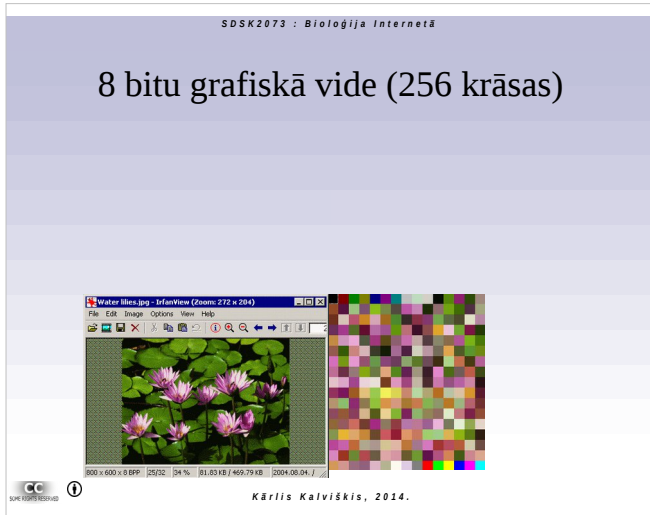 SDSK2073 : Bioloģija Internetā
8 bitu grafiskā vide (256 krāsas)
Water lilies.jpg - IrfanView (Zoom: 272 x 204)
File Edit Image Options View Help
2
800 x 600 x 8 BPP 25/32 34 % 81.83 KB / 469.79 KB 2004.08.04. /
CC
SOME RIGHTS RESERVED
Kārlis Kalviškis, 2014.